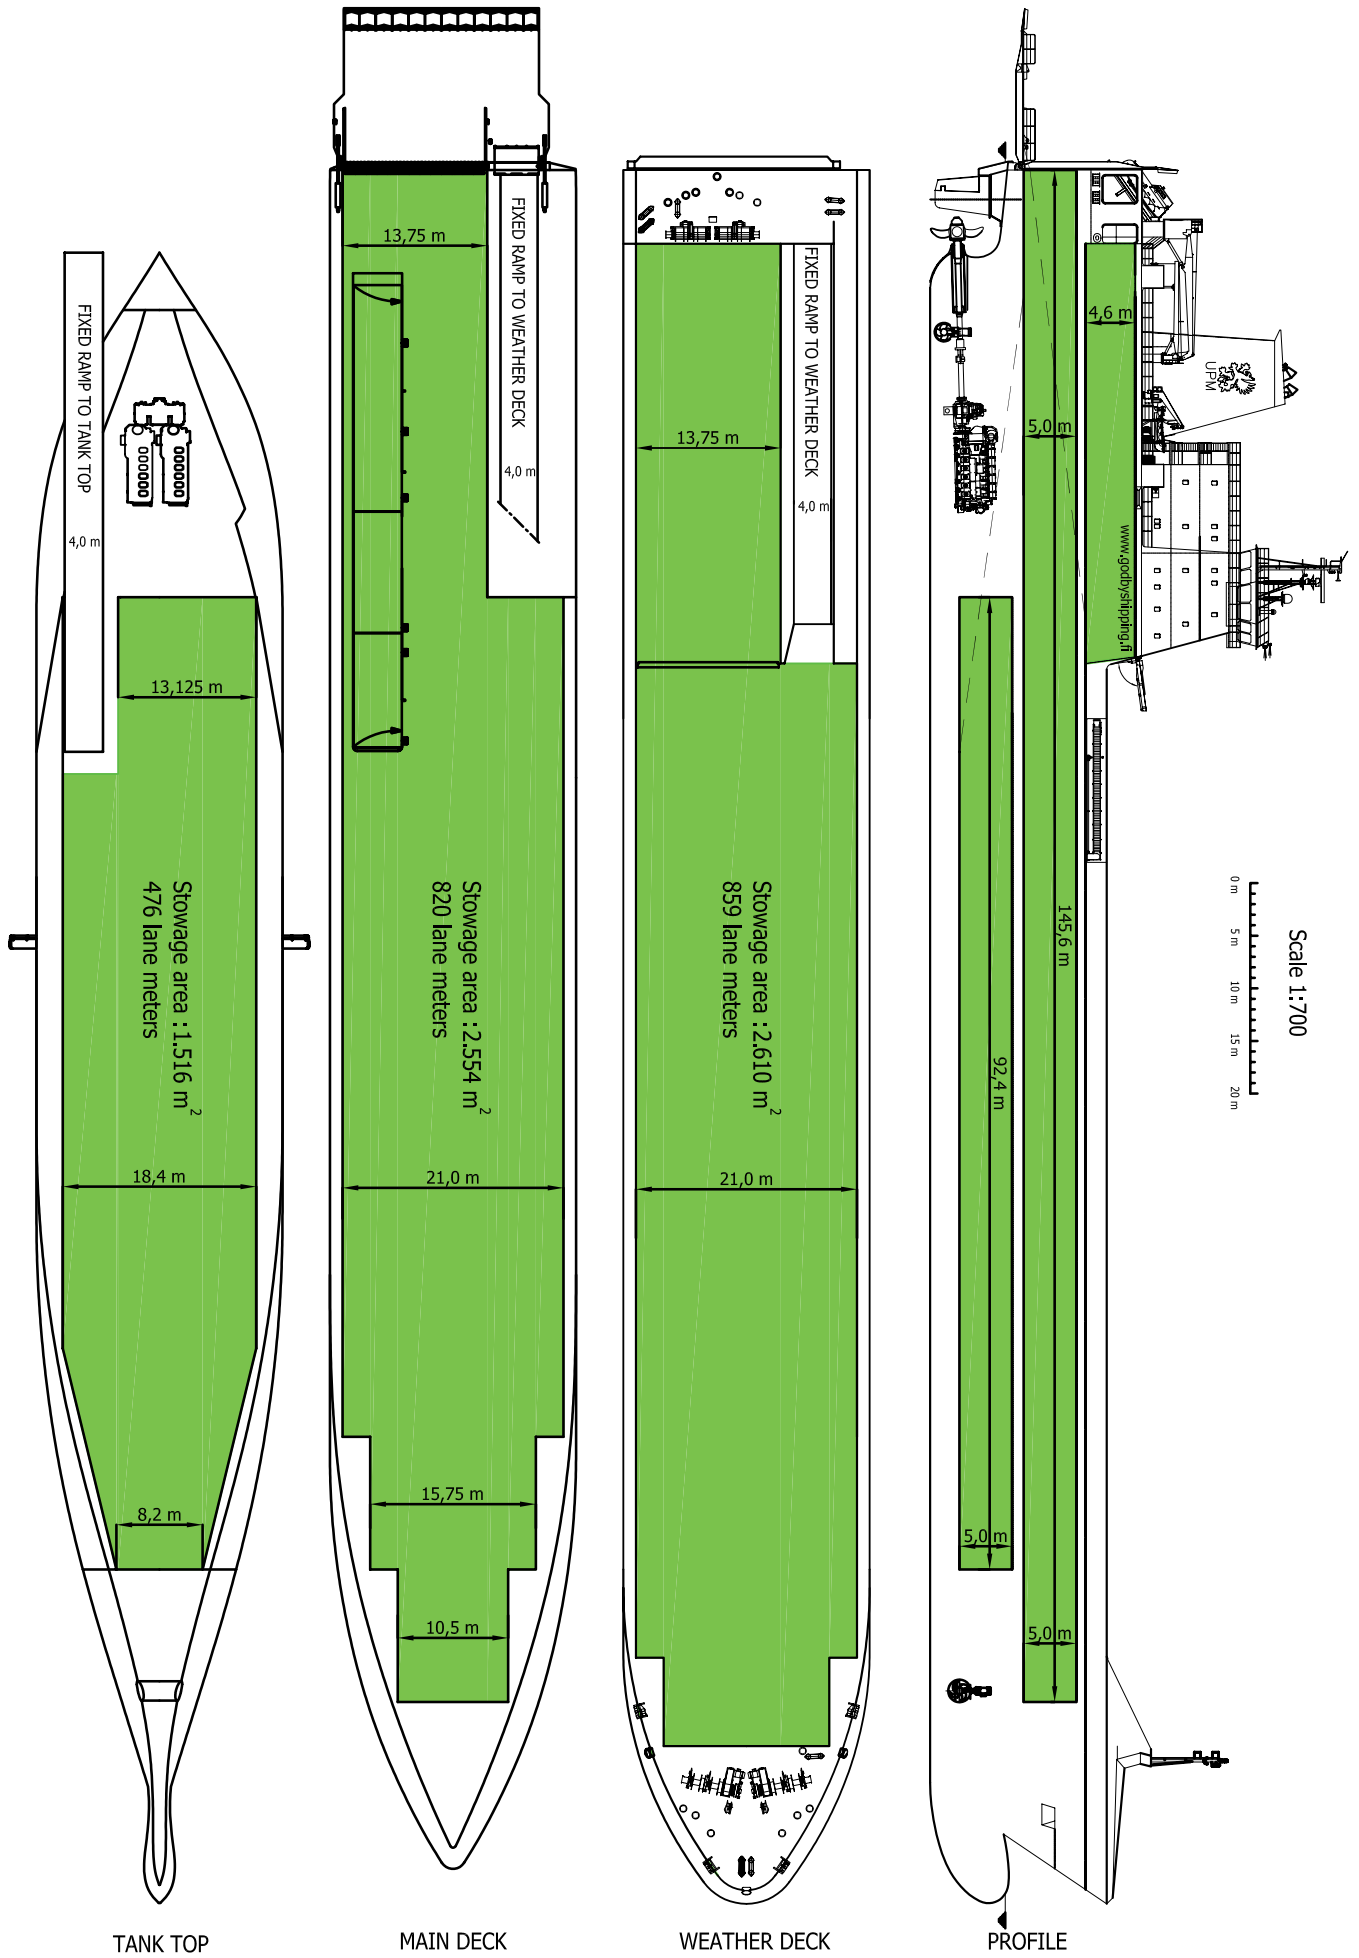 FIXED RAMP TO TANK TOP
4,0 m
13,125 m
Stowage area : 1.516 m²
476 lane meters
18,4 m
8,2 m
TANK TOP
13,75 m
FIXED RAMP TO WEATHER DECK
4,0 m
Stowage area : 2.554 m²
820 lane meters
21,0 m
15,75 m
10,5 m
MAIN DECK
FIXED RAMP TO WEATHER DECK
13,75 m
4,0 m
Stowage area : 2.610 m²
859 lane meters
21,0 m
WEATHER DECK
4,6 m
UPM
5,0 m
www.godbyshipping.fi
145,6 m
92,4 m
5,0 m
5,0 m
PROFILE
Scale 1:700
0 m
5 m
10 m
15 m
20 m